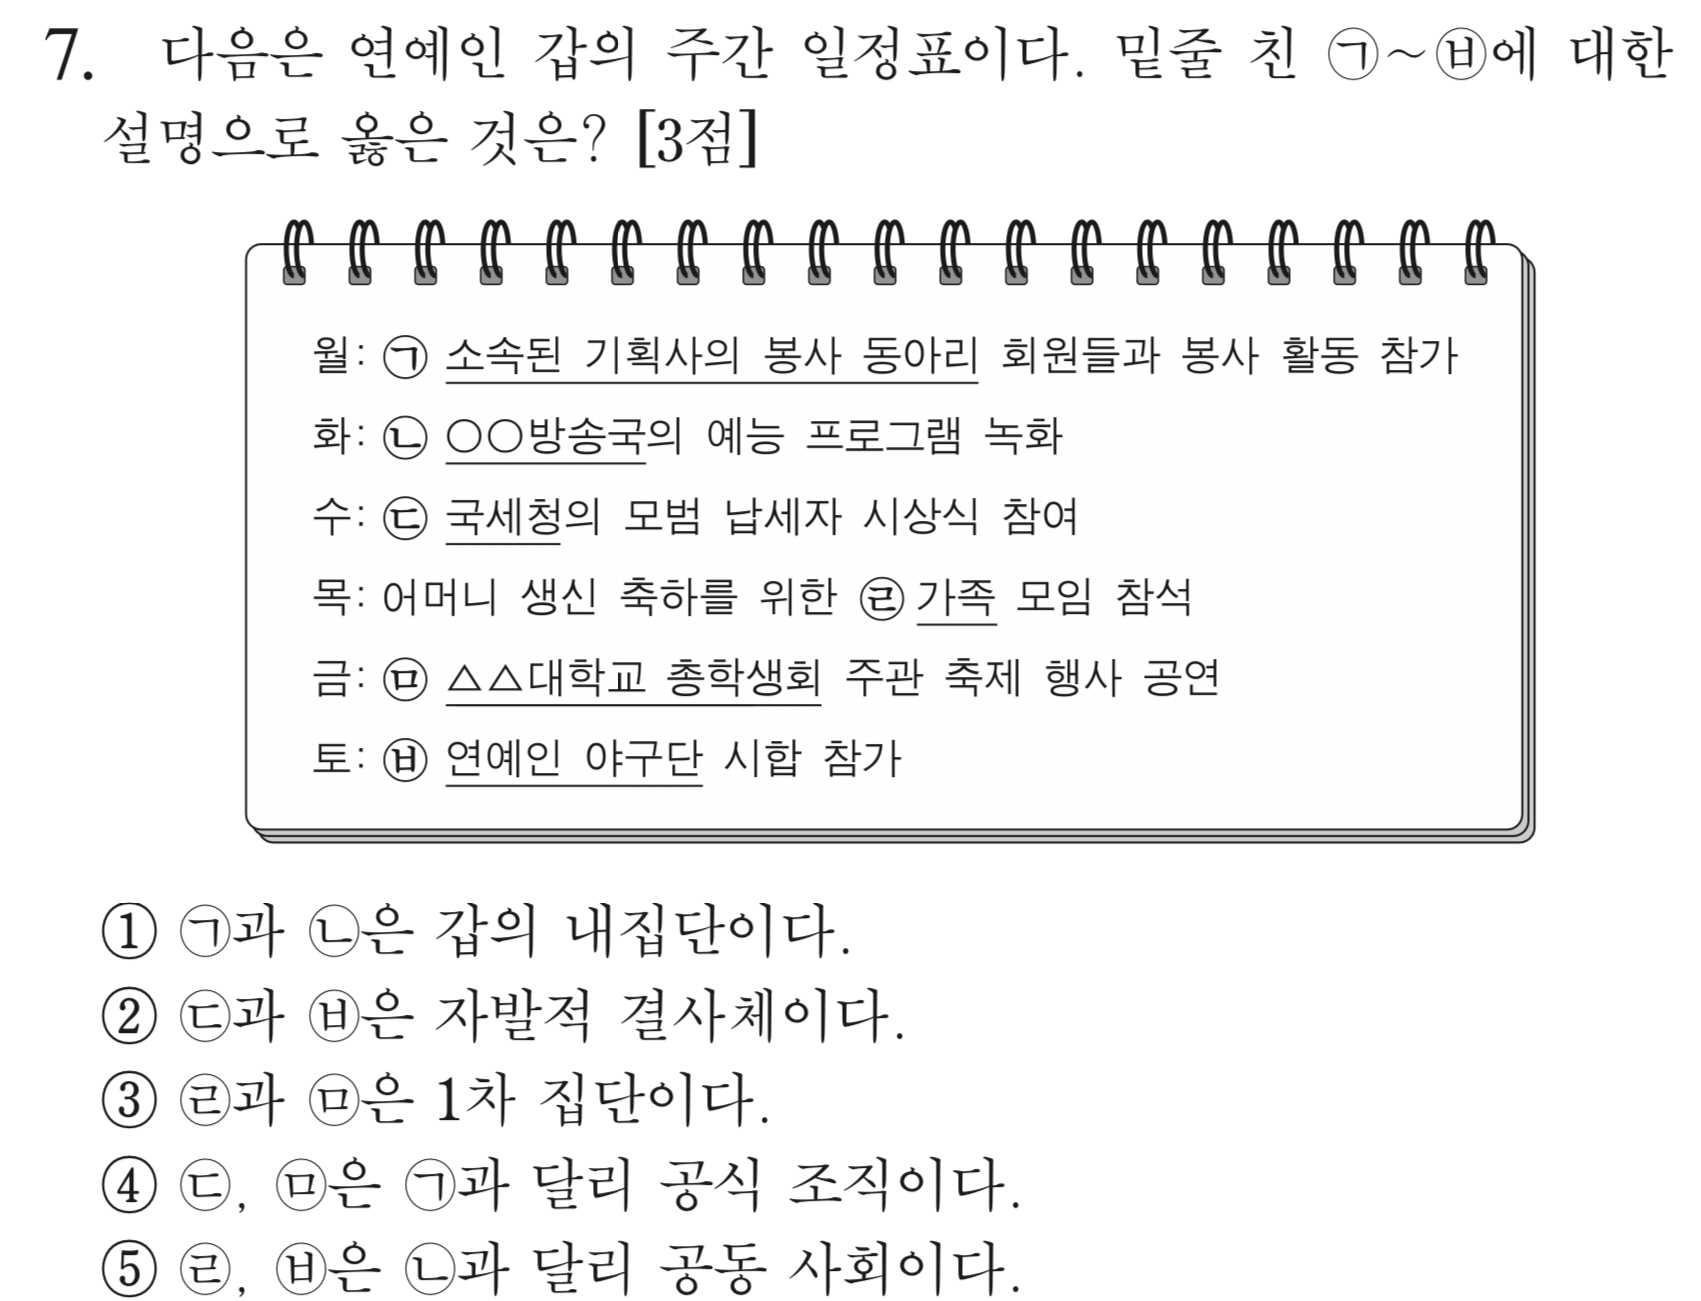 7. 다음은 연예인 갑의 주간 일정표이다. 밑줄 친 ㉠~㉥에 대한
설명으로 옳은 것은? [3점]
월: ㉠ 소속된 기획사의 봉사 동아리 회원들과 봉사 활동 참가
화: ㉡ ○○방송국의 예능 프로그램 녹화
수: ㉢ 국세청의 모범 납세자 시상식 참여
목: 어머니 생신 축하를 위한 ㉣ 가족 모임 참석
금: ㉤ △△대학교 총학생회 주관 축제 행사 공연
토: ㉥ 연예인 야구단 시합 참가
① ㉠과 ㉡은 갑의 내집단이다.
② ㉢과 ㉥은 자발적 결사체이다.
③ ㉣과 ㉤은 1차 집단이다.
④ ㉢, ㉤은 ㉠과 달리 공식 조직이다.
⑤ ㉣, ㉥은 ㉡과 달리 공동 사회이다.